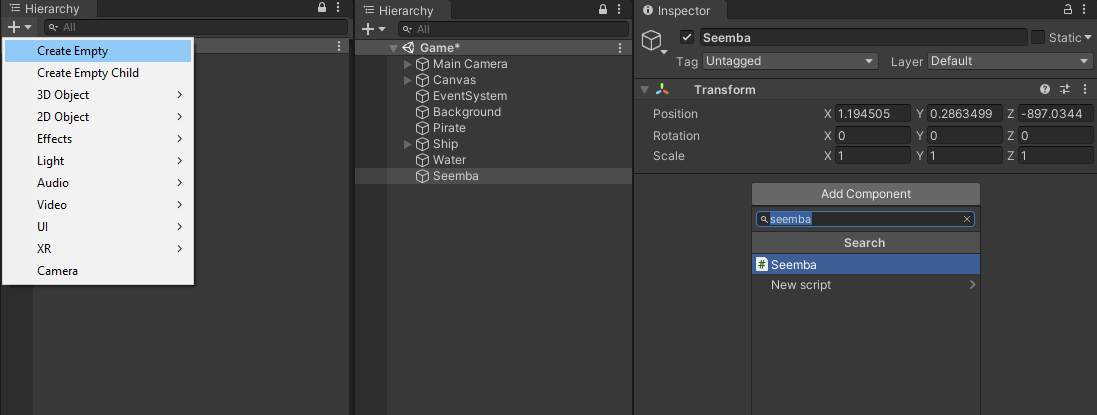 Hierarchy
All
Create Empty
Create Empty Child
3D Object
2D Object
Effects
Light
Audio
Video
UI
XR
Camera
Hierarchy
All
Game*
Main Camera
Canvas
EventSystem
Background
Pirate
Ship
Water
Seemba
Inspector
Seemba Static
Tag Untagged Layer Default
Transform
Position X 1.194505 Y 0.2863499 Z -897.0344
Rotation X 0 Y 0 Z 0
Scale X 1 Y 1 Z 1
Add Component
seemba
Search
# Seemba
New script